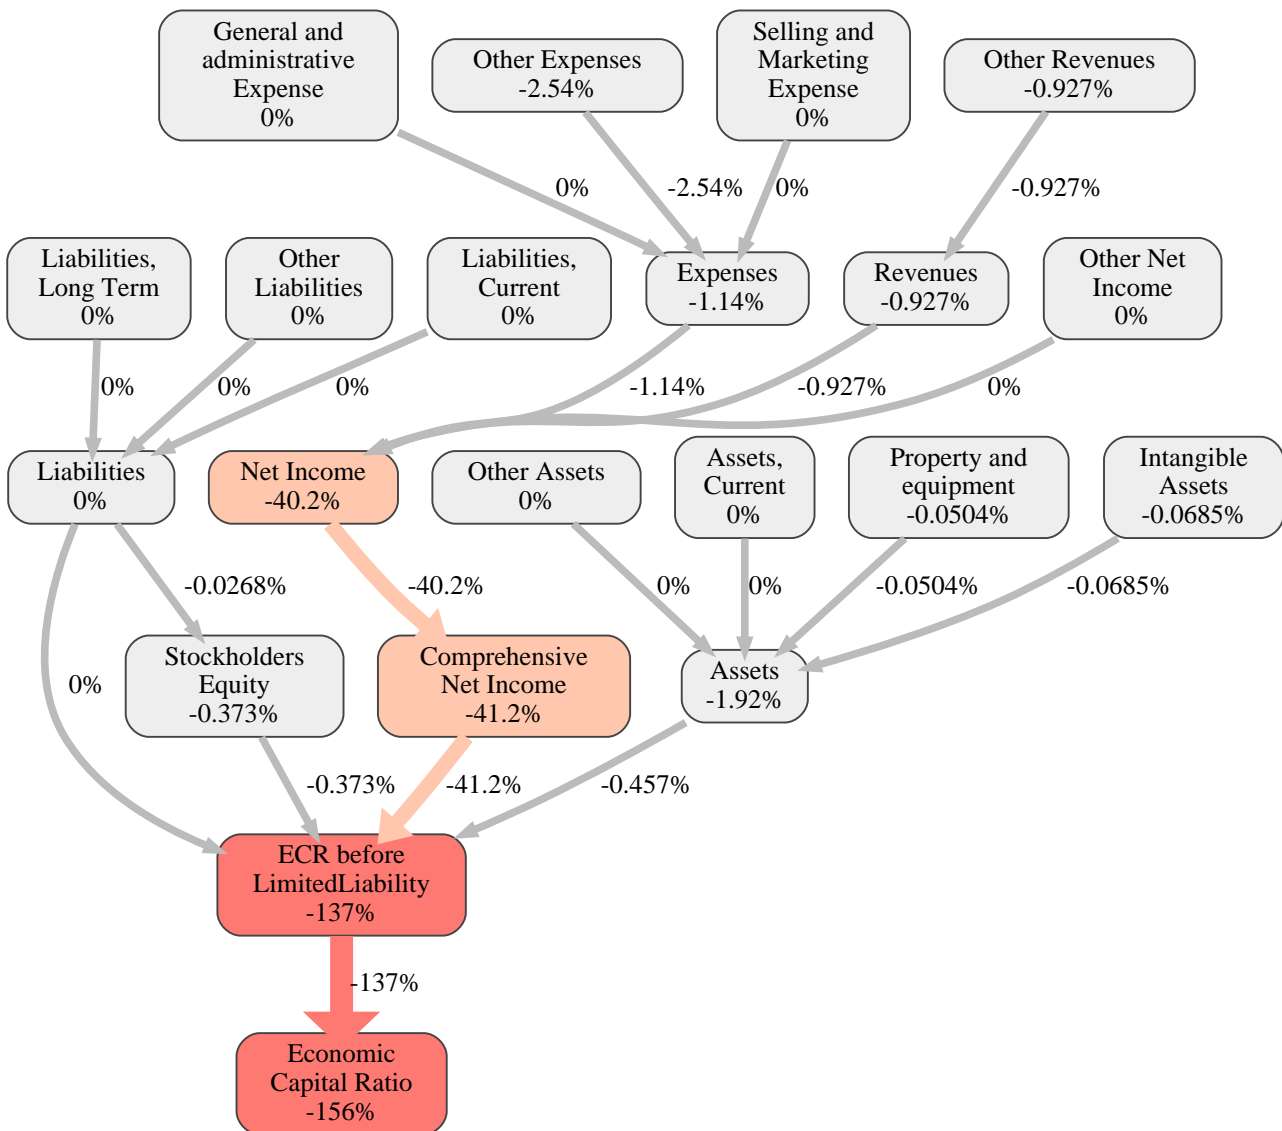 General and
administrative
Expense
0%
Other Expenses
-2.54%
Selling and
Marketing
Expense
0%
Other Revenues
-0.927%
0%
-2.54%
0%
-0.927%
Liabilities,
Long Term
0%
Other
Liabilities
0%
Liabilities,
Current
0%
Expenses
-1.14%
Revenues
-0.927%
Other Net
Income
0%
0%
0%
0%
-1.14%
-0.927%
0%
Liabilities
0%
Net Income
-40.2%
Other Assets
0%
Assets,
Current
0%
Property and
equipment
-0.0504%
Intangible
Assets
-0.0685%
-0.0268%
-40.2%
0%
0%
-0.0504%
-0.0685%
0%
Stockholders
Equity
-0.373%
Comprehensive
Net Income
-41.2%
Assets
-1.92%
-0.373%
-41.2%
-0.457%
ECR before
LimitedLiability
-137%
-137%
Economic
Capital Ratio
-156%